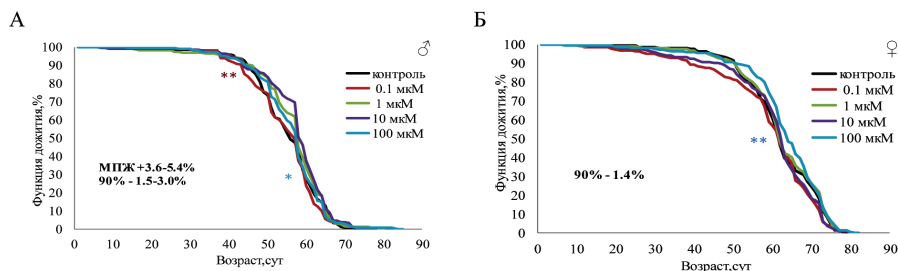 А
♂
Функция дожития,%
100
90
80
70
60
50
40
30
20
10
0
контроль
0.1 мкМ
1 мкМ
10 мкМ
100 мкМ
**
*
МПЖ +3.6-5.4%
90% - 1.5-3.0%
0 10 20 30 40 50 60 70 80 90
Возраст,сут
Б
♀
Функция дожития,%
100
90
80
70
60
50
40
30
20
10
0
контроль
0.1 мкМ
1 мкМ
10 мкМ
100 мкМ
**
90% - 1.4%
0 10 20 30 40 50 60 70 80 90
Возраст,сут